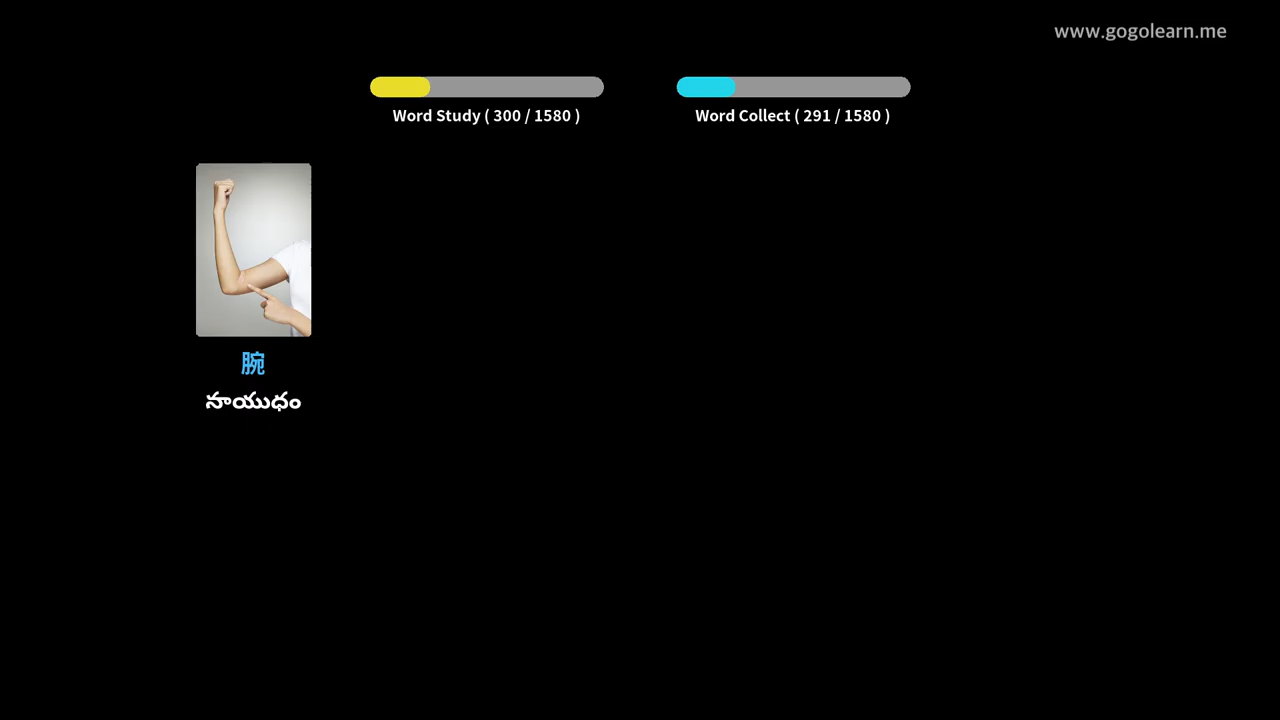 www.gogolearn.me
Word Study ( 300 / 1580 )
Word Collect ( 291 / 1580 )
腕
సాయుధం